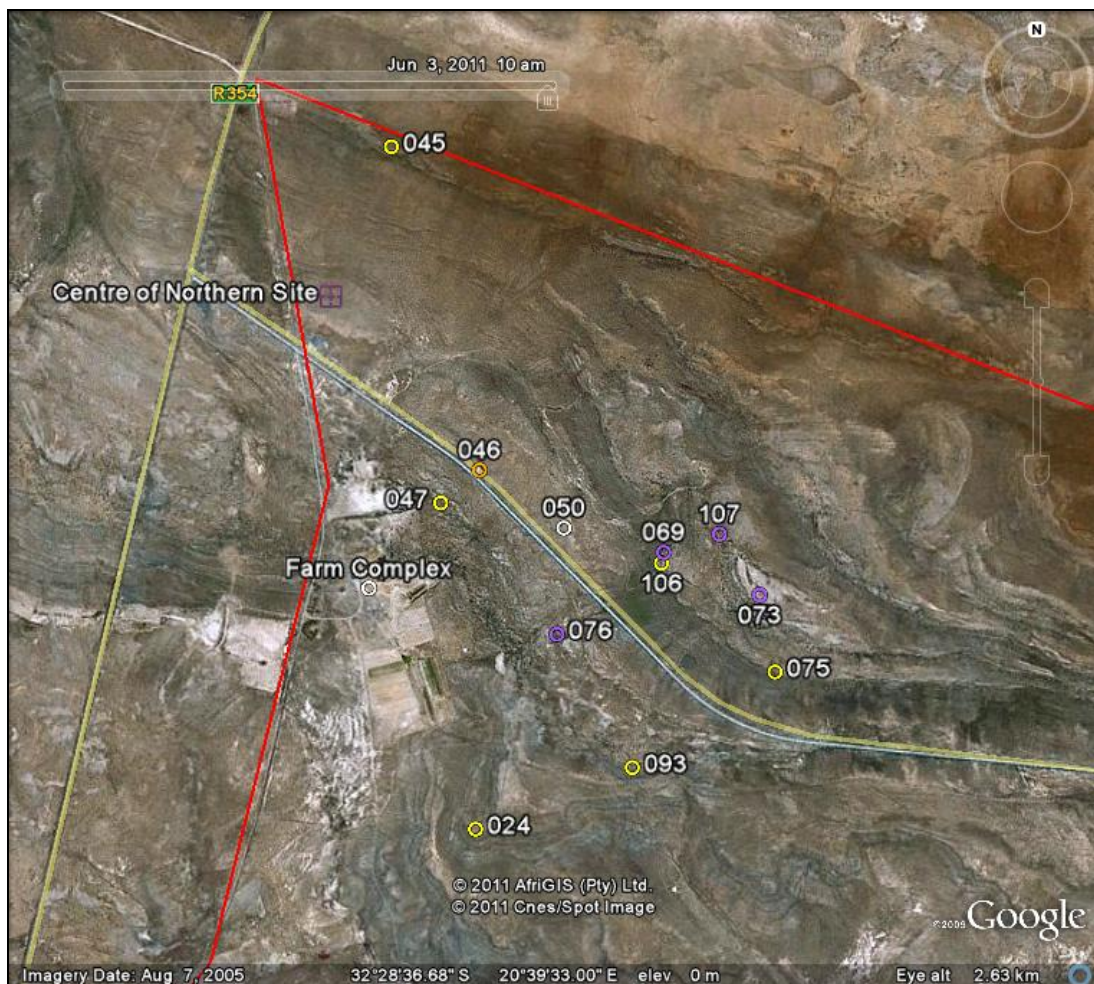 N
Jun 3, 2011 10 am
R354
045
Centre of Northern Site
046
047
050
107
069
106
Farm Complex
073
076
075
093
024
© 2011 AfriGIS (Pty) Ltd.
© 2011 Cnes/Spot Image
©2009 Google
Imagery Date: Aug 7, 2005 32°28'36.68" S 20°39'33.00" E elev 0 m Eye alt 2.63 km